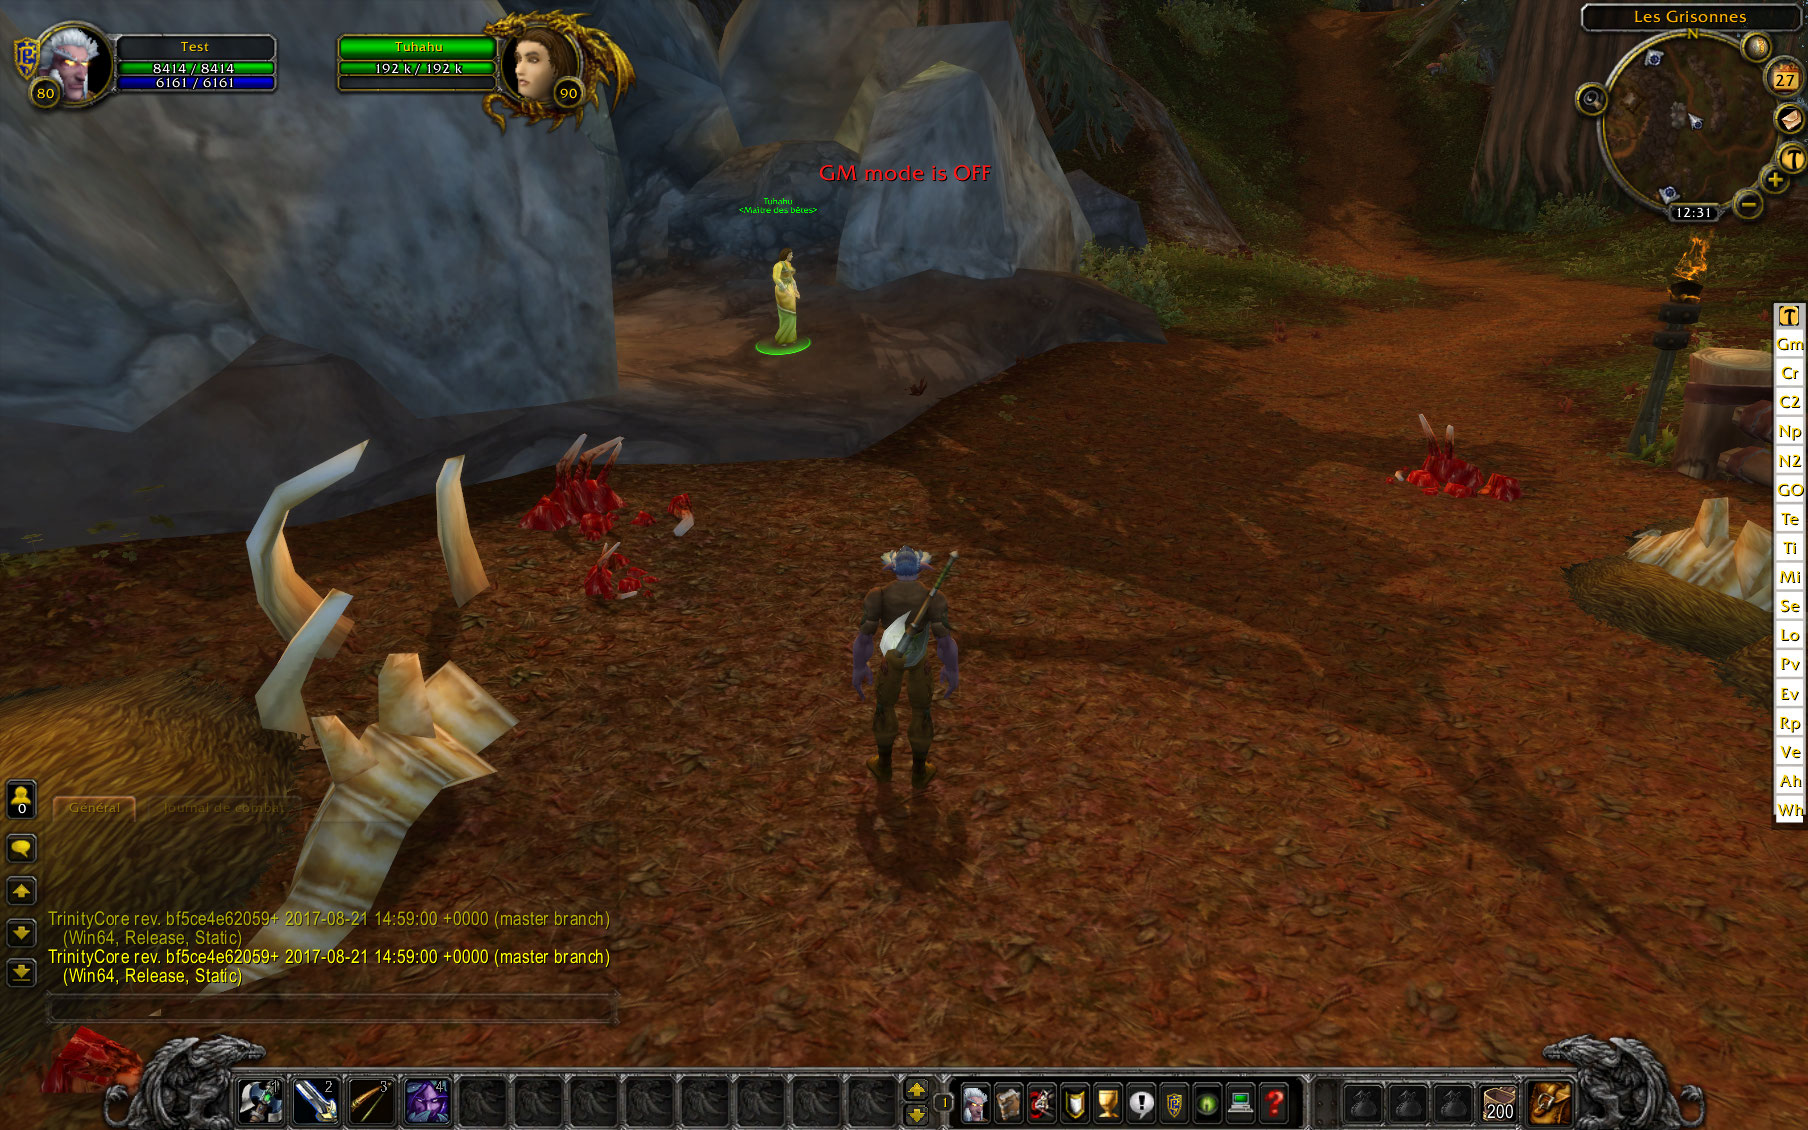 Test
8414 / 8414
6161 / 6161
80
Tuhahu
192 k / 192 k
90
Les Grisonnes
N
27
12:31
GM mode is OFF
Tuhahu
<Maître des bêtes>
Gm
Cr
C2
Np
N2
GO
Te
Ti
Mi
Se
Lo
Pv
Ev
Rp
Ve
Ah
Wh
0
Général
Journal de combat
TrinityCore rev. bf5ce4e62059+ 2017-08-21 14:59:00 +0000 (master branch)
(Win64, Release, Static)
TrinityCore rev. bf5ce4e62059+ 2017-08-21 14:59:00 +0000 (master branch)
(Win64, Release, Static)
1
2
3
4
1
200